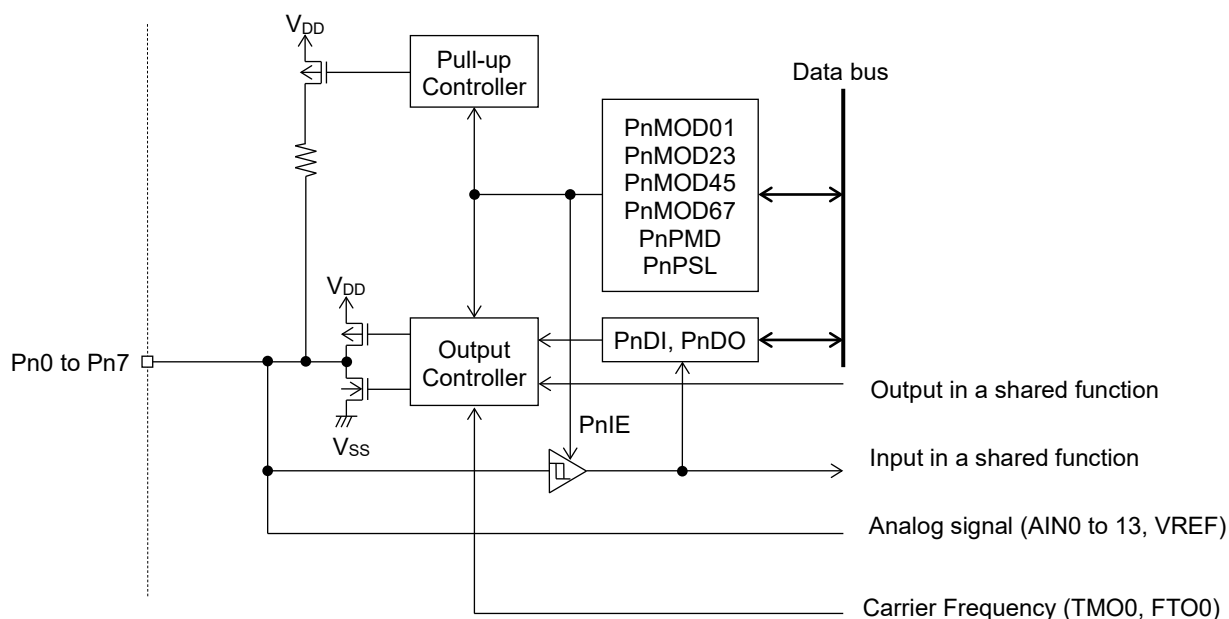 VDD
Pull-up
Controller
Data bus
PnMOD01
PnMOD23
PnMOD45
PnMOD67
PnPMD
PnPSL
VDD
Pn0 to Pn7
Output
Controller
PnDI, PnDO
Output in a shared function
PnIE
VSS
Input in a shared function
Analog signal (AIN0 to 13, VREF)
Carrier Frequency (TMO0, FTO0)